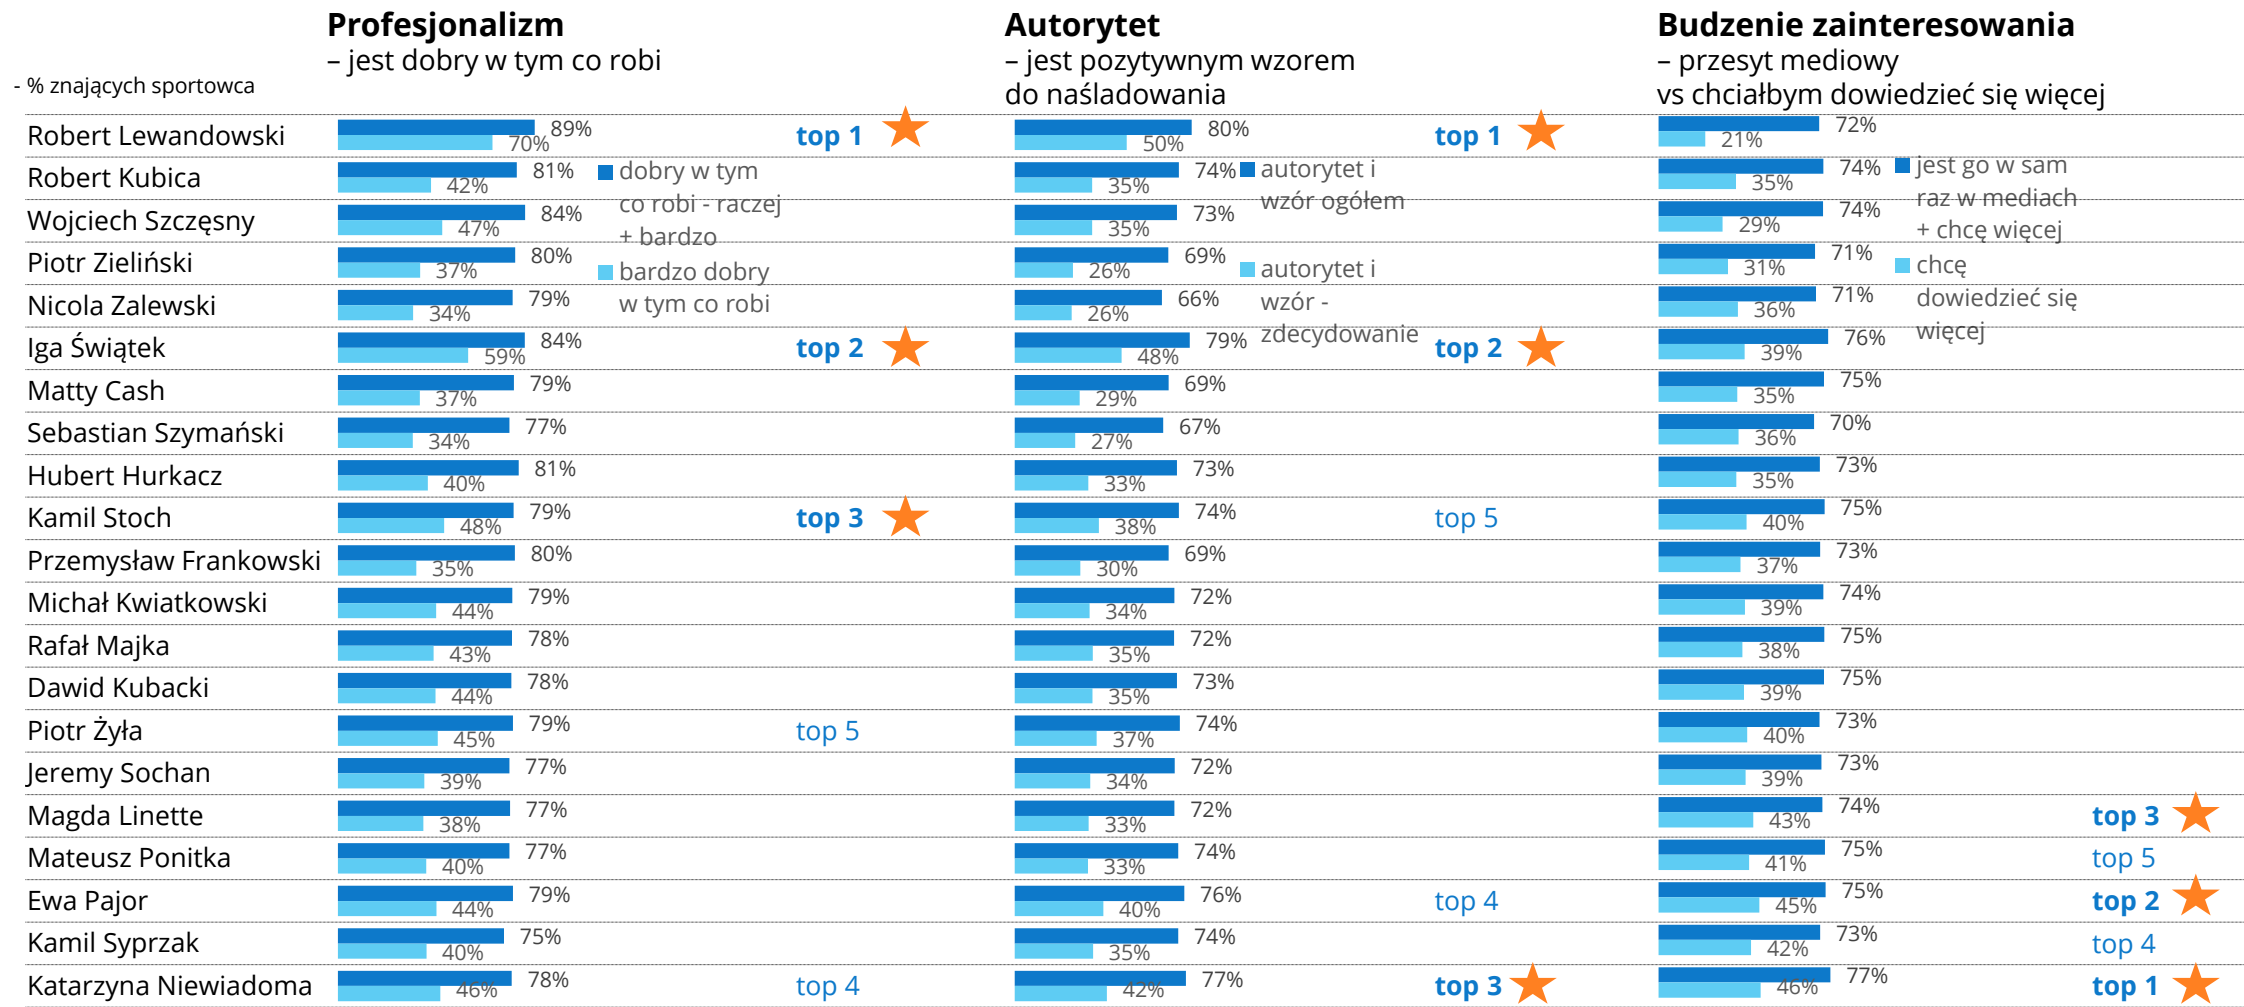 Profesjonalizm
– jest dobry w tym co robi
Autorytet
– jest pozytywnym wzorem
do naśladowania
Budzenie zainteresowania
– przesyt mediowy
vs chciałbym dowiedzieć się więcej
- % znających sportowca
dobry w tym
co robi - raczej
+ bardzo
bardzo dobry
w tym co robi
autorytet i
wzór ogółem
autorytet i
wzór -
zdecydowanie
jest go w sam
raz w mediach
+ chcę więcej
chcę
dowiedzieć się
więcej
Robert Lewandowski 89% 70% top 1 80% 50% top 1 72% 21%
Robert Kubica 81% 42% 74% 35% 74% 35%
Wojciech Szczęsny 84% 47% 73% 35% 74% 29%
Piotr Zieliński 80% 37% 69% 26% 71% 31%
Nicola Zalewski 79% 34% 66% 26% 71% 36%
Iga Świątek 84% 59% top 2 79% 48% top 2 76% 39%
Matty Cash 79% 37% 69% 29% 75% 35%
Sebastian Szymański 77% 34% 67% 27% 70% 36%
Hubert Hurkacz 81% 40% 73% 33% 73% 35%
Kamil Stoch 79% 48% top 3 74% 38% top 5 75% 40%
Przemysław Frankowski 80% 35% 69% 30% 73% 37%
Michał Kwiatkowski 79% 44% 72% 34% 74% 39%
Rafał Majka 78% 43% 72% 35% 75% 38%
Dawid Kubacki 78% 44% 73% 35% 75% 39%
Piotr Żyła 79% 45% top 5 74% 37% 73% 40%
Jeremy Sochan 77% 39% 72% 34% 73% 39%
Magda Linette 77% 38% 72% 33% 74% 43% top 3
Mateusz Ponitka 77% 40% 74% 33% 75% 41% top 5
Ewa Pajor 79% 44% 76% 40% top 4 75% 45% top 2
Kamil Syprzak 75% 40% 74% 35% 73% 42% top 4
Katarzyna Niewiadoma 78% 46% top 4 77% 42% top 3 77% 46% top 1